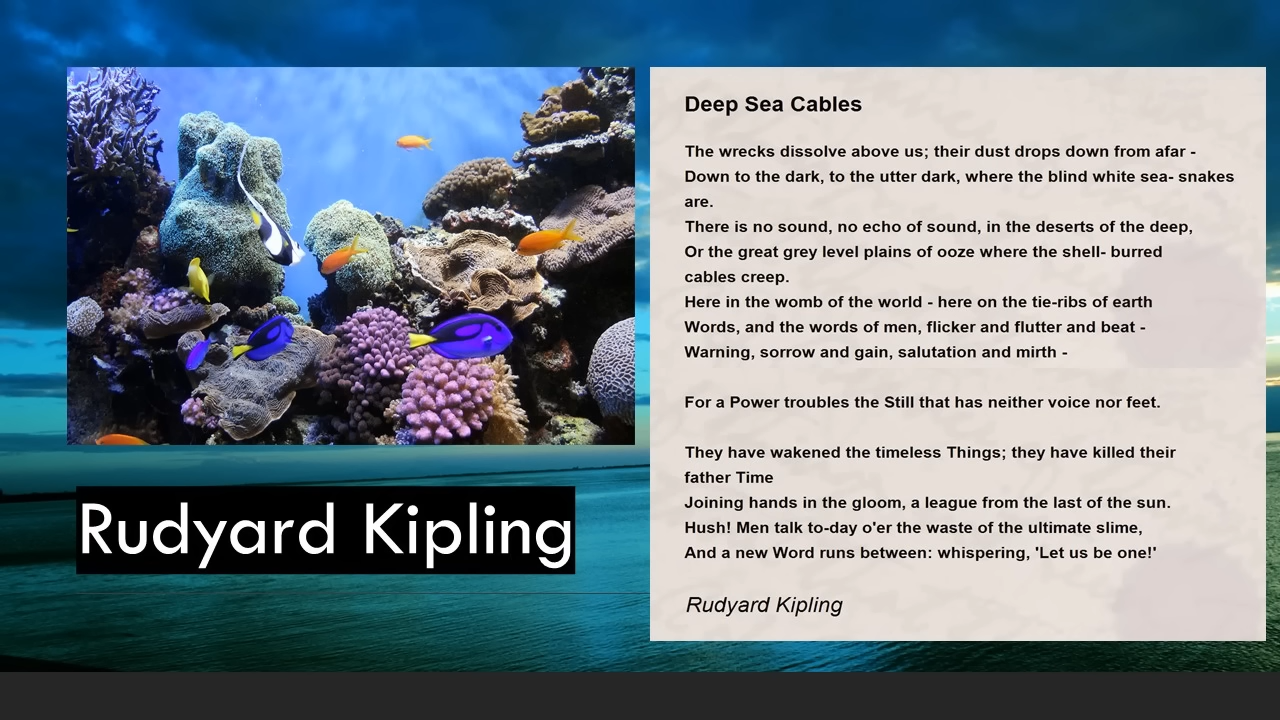 Rudyard Kipling
Deep Sea Cables
The wrecks dissolve above us; their dust drops down from afar -
Down to the dark, to the utter dark, where the blind white sea- snakes
are.
There is no sound, no echo of sound, in the deserts of the deep,
Or the great grey level plains of ooze where the shell- burred
cables creep.
Here in the womb of the world - here on the tie-ribs of earth
Words, and the words of men, flicker and flutter and beat -
Warning, sorrow and gain, salutation and mirth -
For a Power troubles the Still that has neither voice nor feet.
They have wakened the timeless Things; they have killed their
father Time
Joining hands in the gloom, a league from the last of the sun.
Hush! Men talk to-day o'er the waste of the ultimate slime,
And a new Word runs between: whispering, 'Let us be one!'
Rudyard Kipling